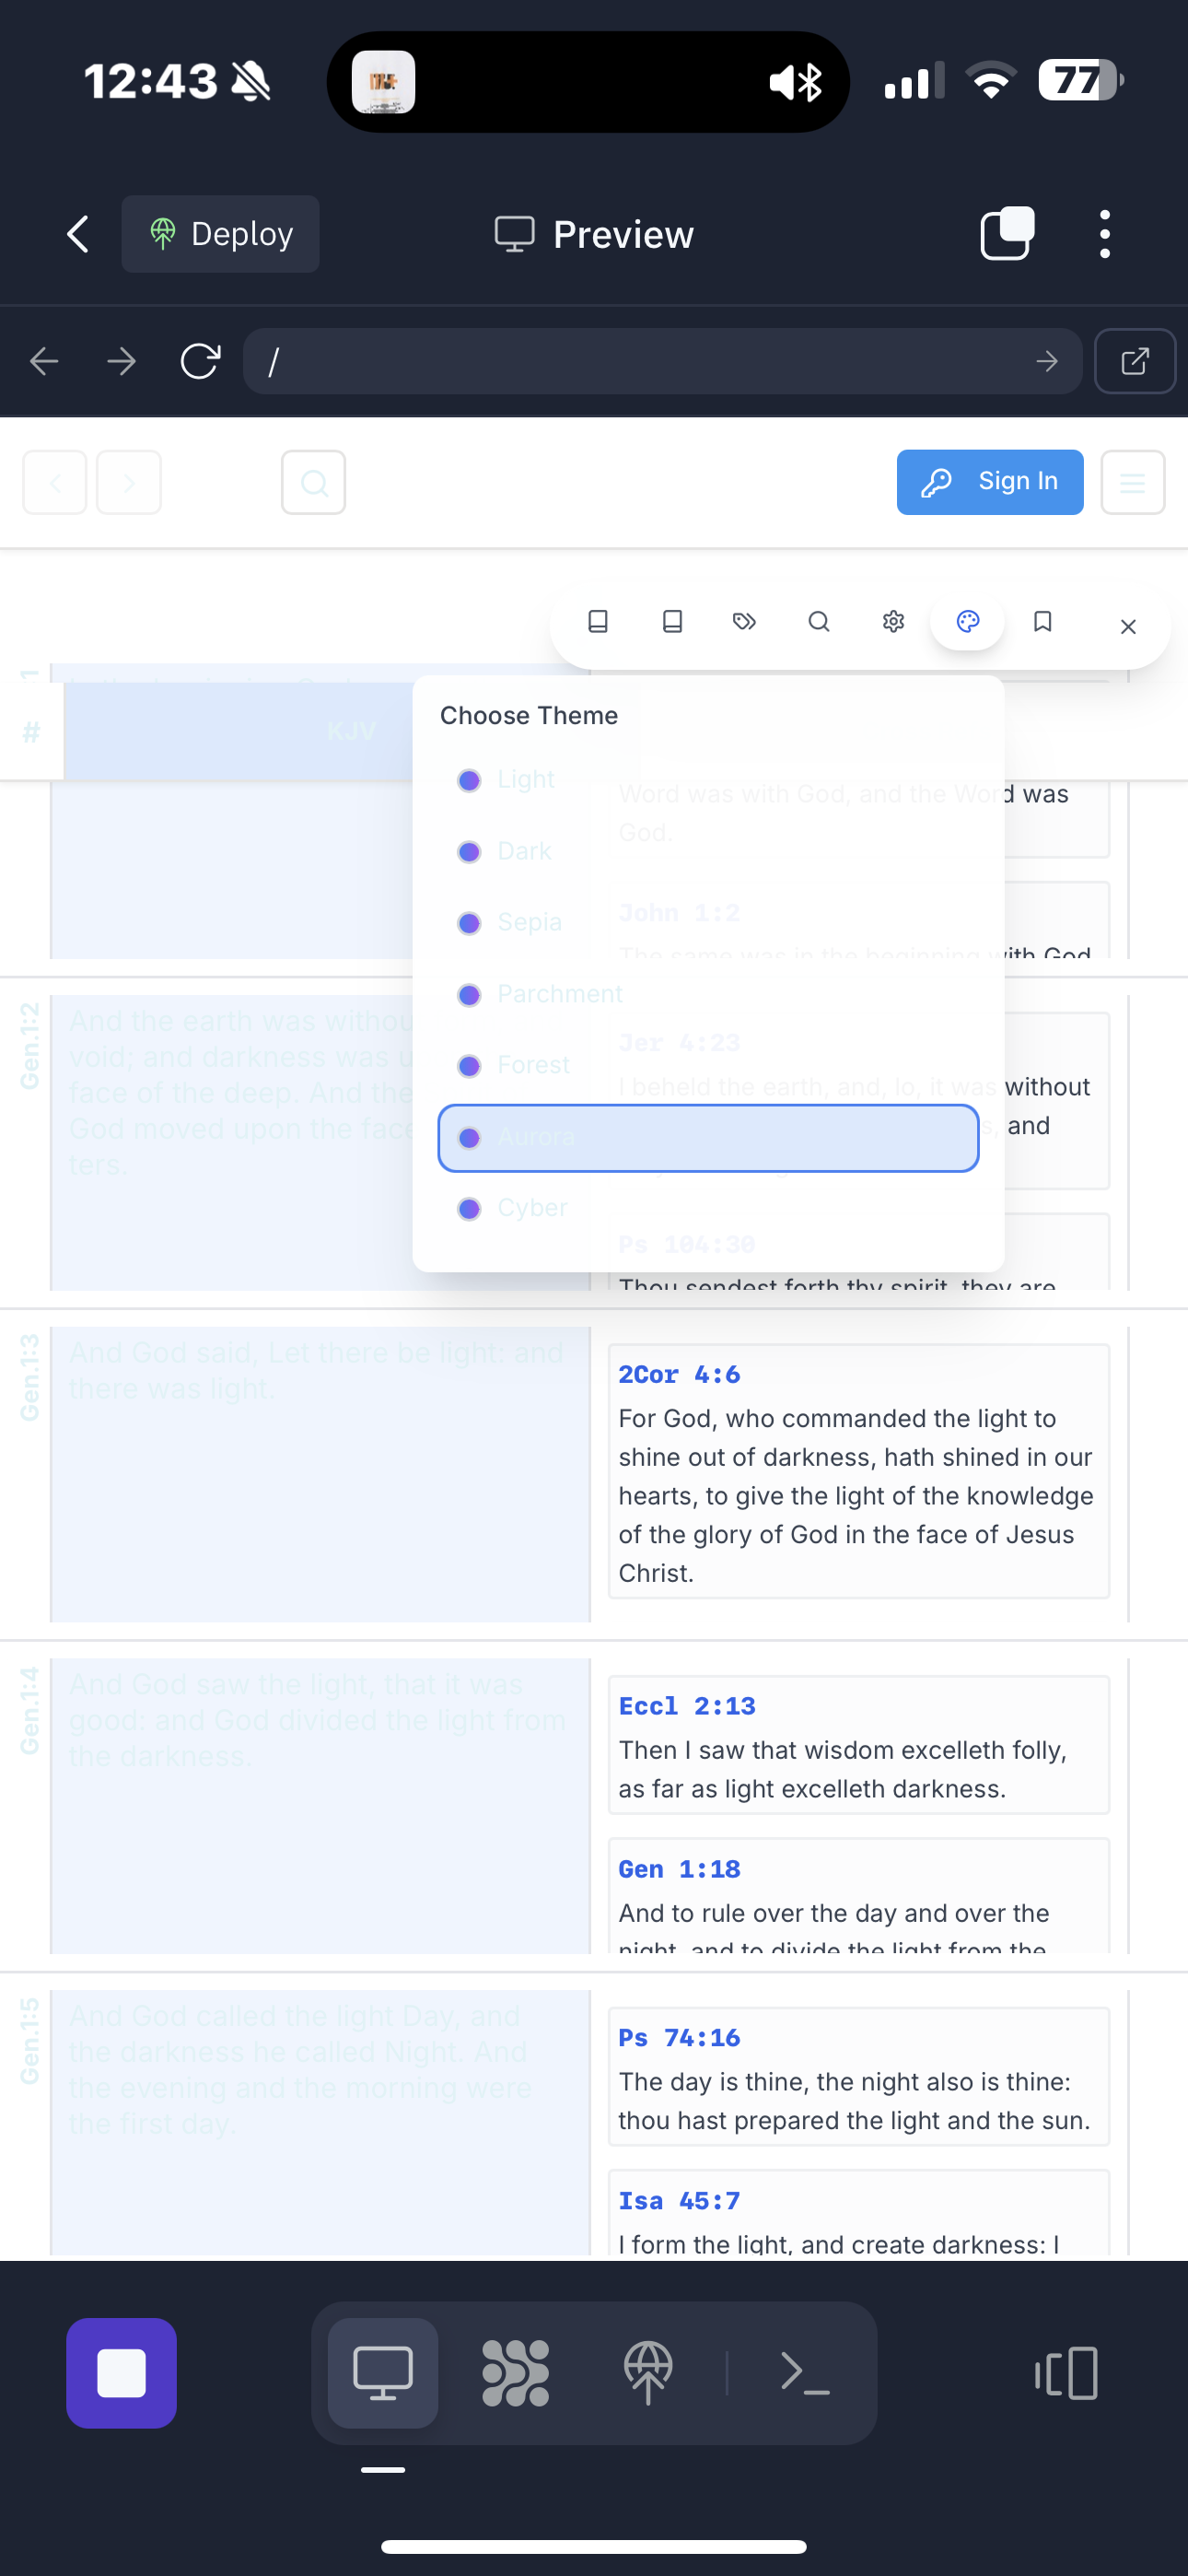 12:43
77
Deploy
Preview
/
Sign In
#
KJV
Choose Theme
Light
Dark
Sepia
Parchment
Forest
Aurora
Cyber
Word was with God, and the Word was
God.
John 1:2
The same was in the beginning with God
Gen.1:2
And the earth was withou
void; and darkness was u
face of the deep. And the
God moved upon the face
ters.
Jer 4:23
I beheld the earth, and, lo, it was without
s, and
Ps 104:30
Thou sendest forth thy spirit, they are
Gen.1:3
And God said, Let there be light: and
there was light.
2Cor 4:6
For God, who commanded the light to
shine out of darkness, hath shined in our
hearts, to give the light of the knowledge
of the glory of God in the face of Jesus
Christ.
Gen.1:4
And God saw the light, that it was
good: and God divided the light from
the darkness.
Eccl 2:13
Then I saw that wisdom excelleth folly,
as far as light excelleth darkness.
Gen 1:18
And to rule over the day and over the
night, and to divide the light from the
Gen.1:5
And God called the light Day, and
the darkness he called Night. And
the evening and the morning were
the first day.
Ps 74:16
The day is thine, the night also is thine:
thou hast prepared the light and the sun.
Isa 45:7
I form the light, and create darkness: I